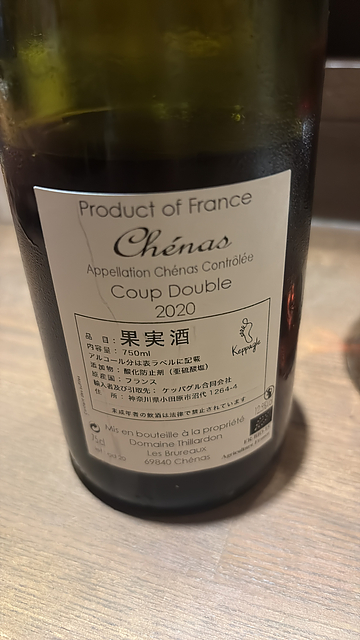 Product of France
Chénas
Appellation Chénas Contrôlée
Coup Double
2020
品目：果実酒
内容量：750ml
アルコール分は表ラベルに記載
添加物：酸化防止剤（亜硫酸塩）
原産国：フランス
輸入者及び引取先：ケッパゲル合同会社
住所：神奈川県小田原市沼代1264-4
Keppagle
未成年者の飲酒は法律で禁止されています
Mis en bouteille à la propriété
Domaine Thillardon
Les Brureaux
69840 Chénas
75cl